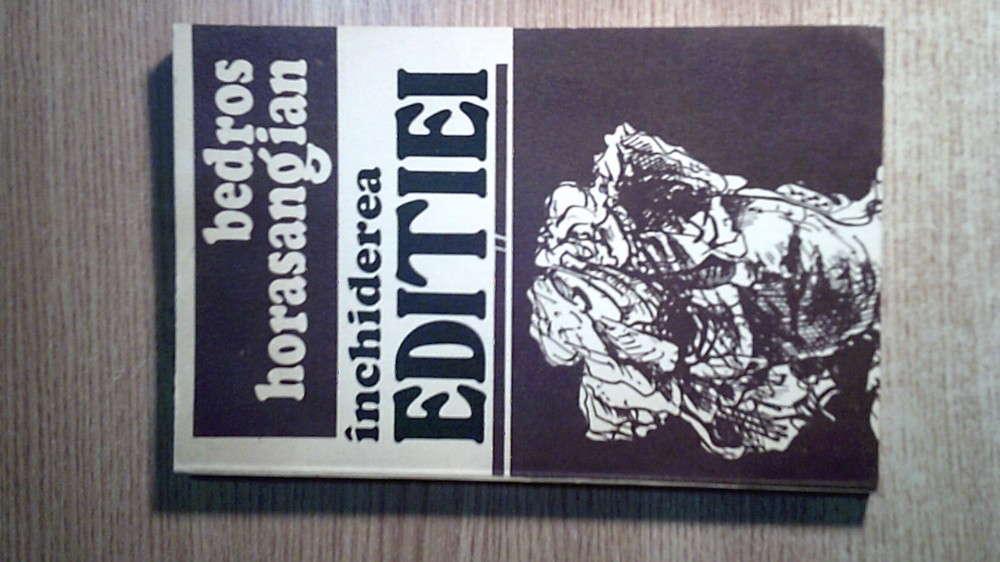 bedros
horasangian
închiderea
EDIȚIEI